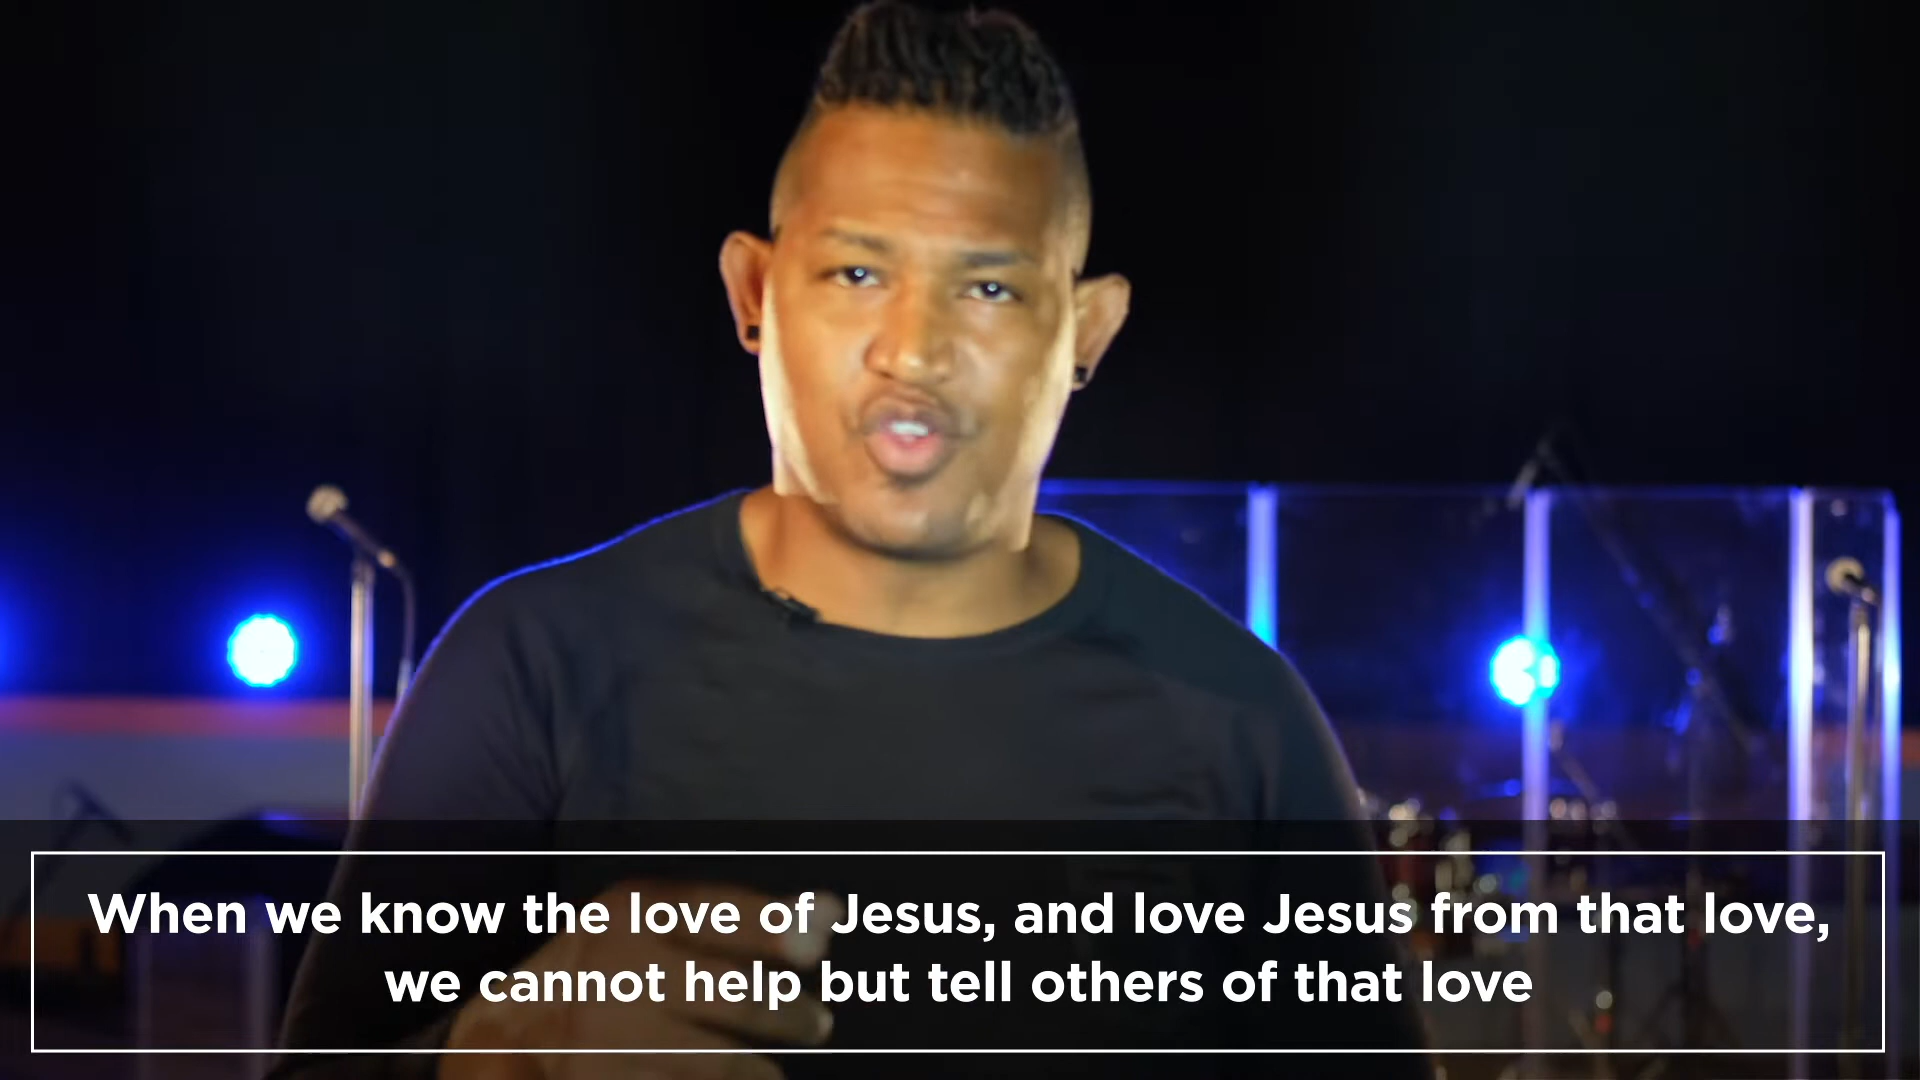 When we know the love of Jesus, and love Jesus from that love,
we cannot help but tell others of that love